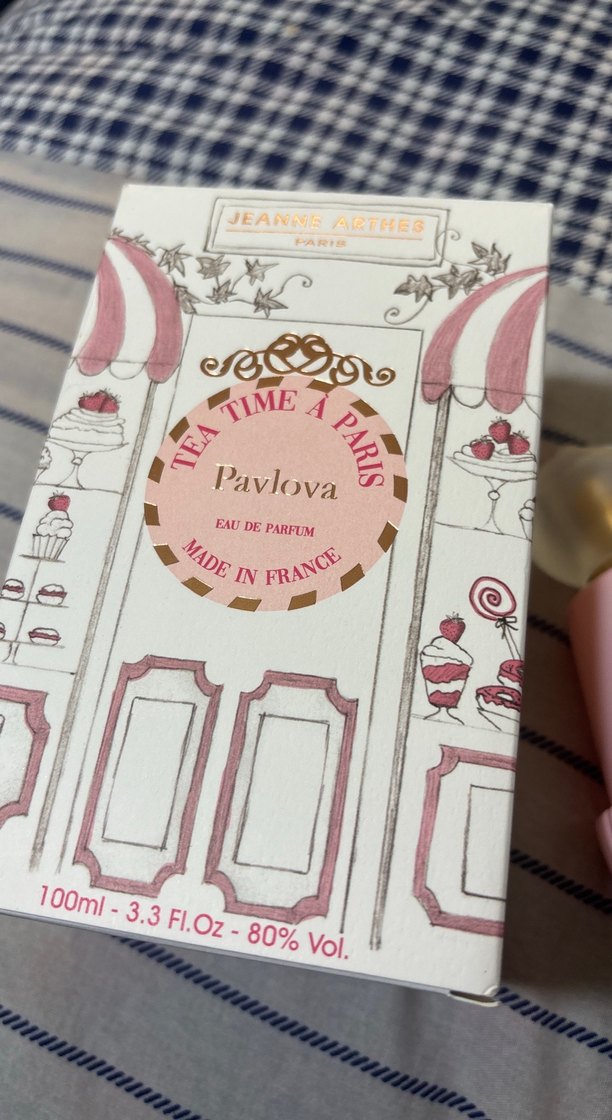 JEANNE ARTHES
PARIS
TEA TIME À PARIS
Pavlova
EAU DE PARFUM
MADE IN FRANCE
100ml - 3.3 Fl.Oz - 80% Vol.